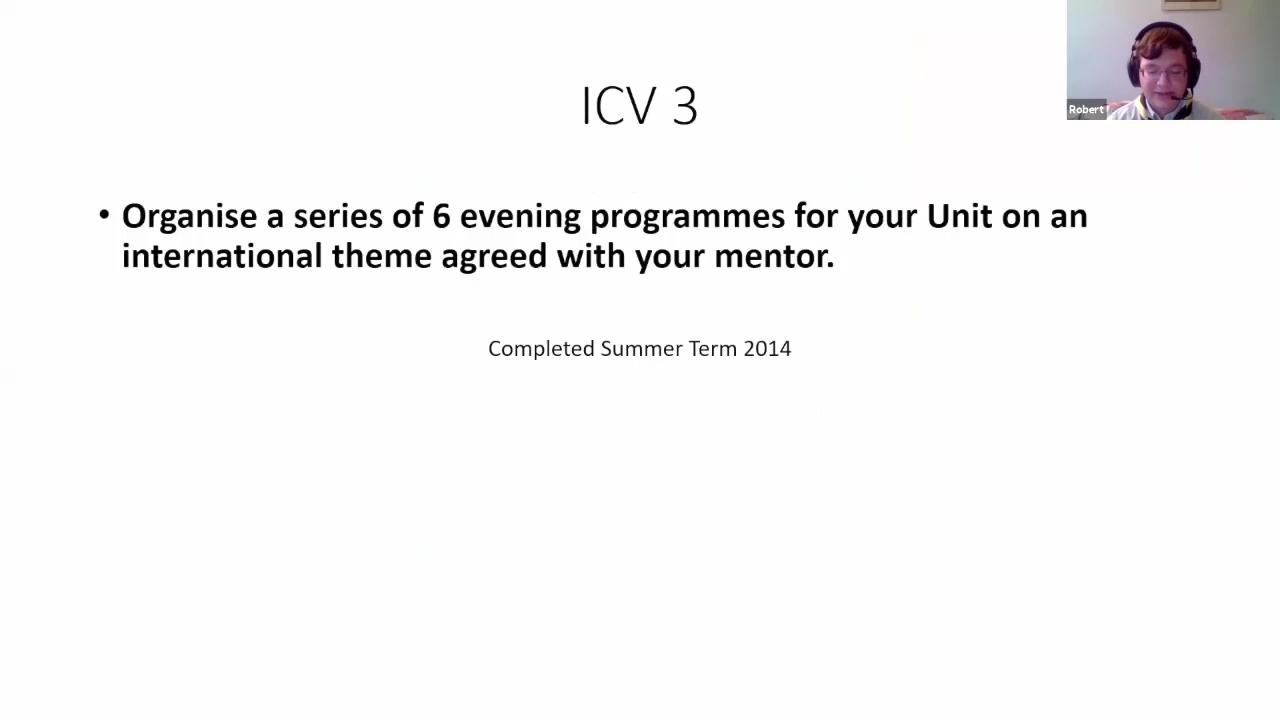 ICV 3
Robert
• Organise a series of 6 evening programmes for your Unit on an
international theme agreed with your mentor.
Completed Summer Term 2014